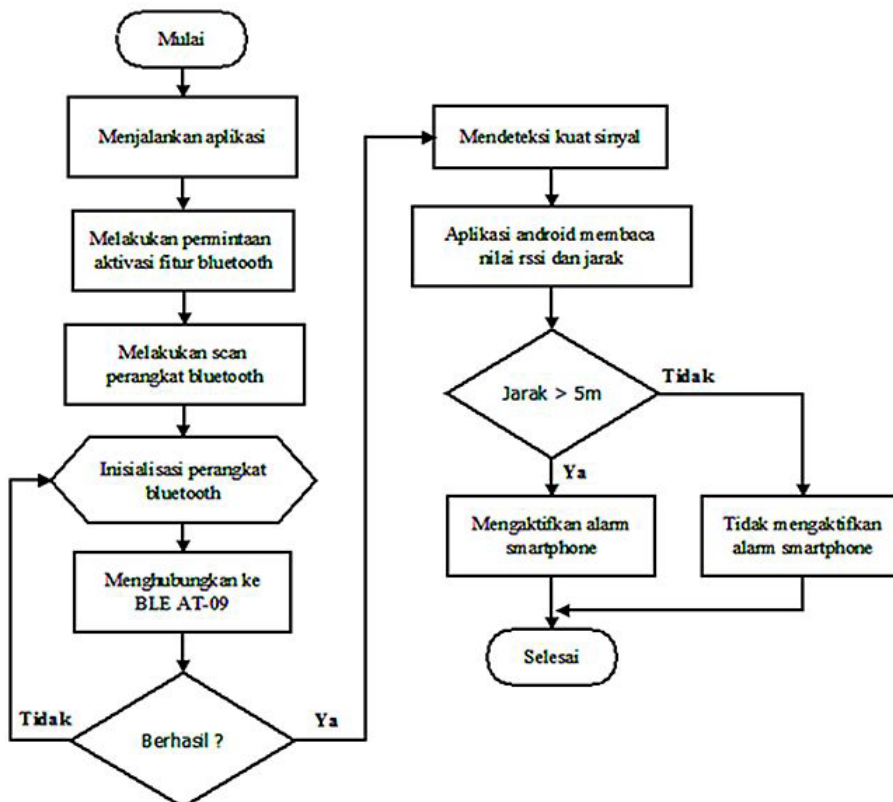 Mulai
Menjalankan aplikasi
Melakukan permintaan
aktivasi fitur bluetooth
Melakukan scan
perangkat bluetooth
Inisialisasi perangkat
bluetooth
Menghubungkan ke
BLE AT-09
Berhasil ?
Tidak
Ya
Mendeteksi kuat sinyal
Aplikasi android membaca
nilai rssi dan jarak
Jarak > 5m
Tidak
Ya
Mengaktifkan alarm
smartphone
Tidak mengaktifkan
alarm smartphone
Selesai